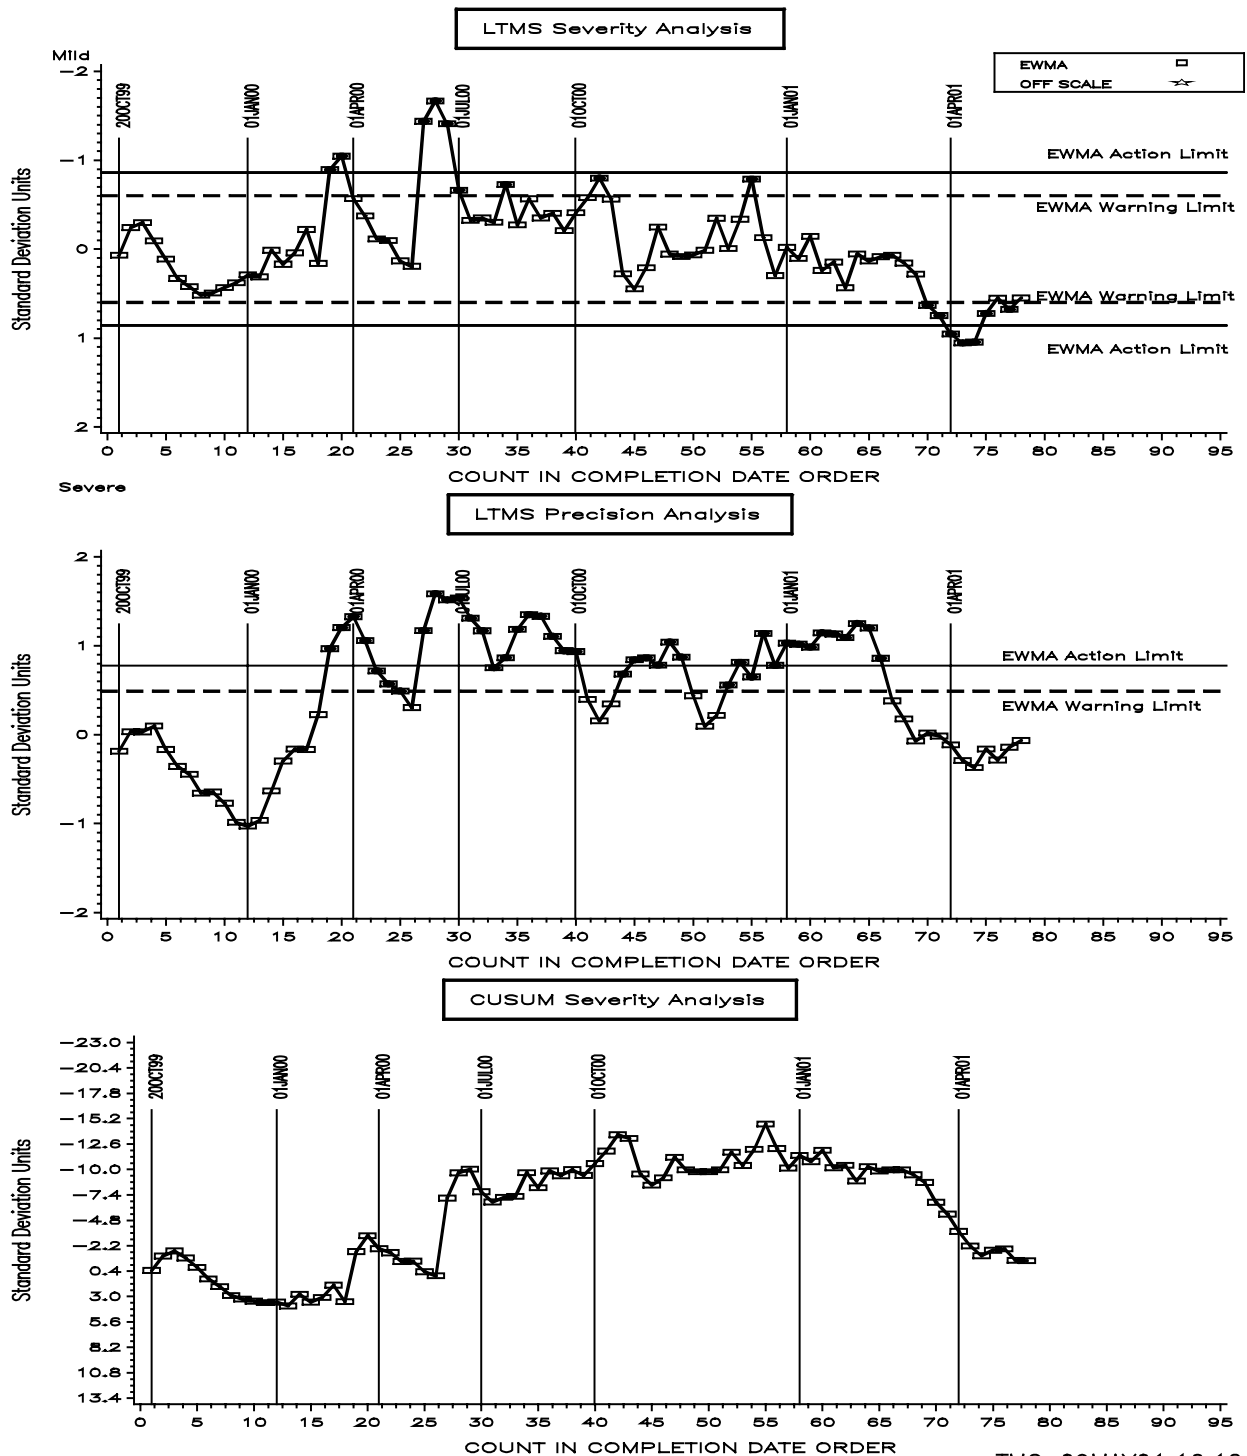 LTMS Severity Analysis
Mild
EWMA
OFF SCALE
-2
-1
0
1
2
Standard Deviation Units
20OCT99
01JAN00
01APR00
01JUL00
01OCT00
01JAN01
01APR01
EWMA Action Limit
EWMA Warning Limit
EWMA Warning Limit
EWMA Action Limit
0 5 10 15 20 25 30 35 40 45 50 55 60 65 70 75 80 85 90 95
COUNT IN COMPLETION DATE ORDER
Severe
LTMS Precision Analysis
2
1
0
-1
-2
Standard Deviation Units
20OCT99
01JAN00
01APR00
01JUL00
01OCT00
01JAN01
01APR01
EWMA Action Limit
EWMA Warning Limit
0 5 10 15 20 25 30 35 40 45 50 55 60 65 70 75 80 85 90 95
COUNT IN COMPLETION DATE ORDER
CUSUM Severity Analysis
-23.0
-20.4
-17.8
-15.2
-12.6
-10.0
-7.4
-4.8
-2.2
0.4
3.0
5.6
8.2
10.8
13.4
Standard Deviation Units
20OCT99
01JAN00
01APR00
01JUL00
01OCT00
01JAN01
01APR01
0 5 10 15 20 25 30 35 40 45 50 55 60 65 70 75 80 85 90 95
COUNT IN COMPLETION DATE ORDER